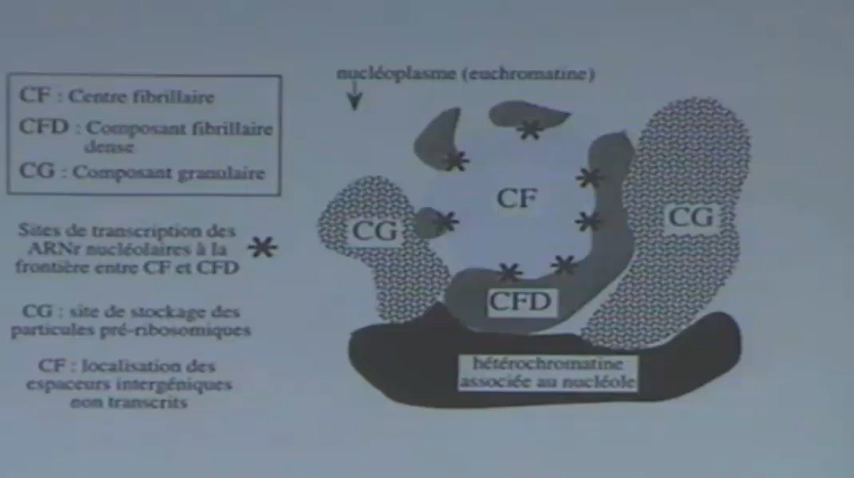 nucléoplasme (euchromatine)
CF : Centre fibrillaire
CFD : Composant fibrillaire
dense
CG : Composant granulaire
Sites de transcription des
ARNr nucléolaires à la
frontière entre CF et CFD
CG : site de stockage des
particules pré-ribosomiques
CF : localisation des
espaceurs intergéniques
non transcrits
CF
CG
CG
CFD
hétérochromatine
associée au nucléole